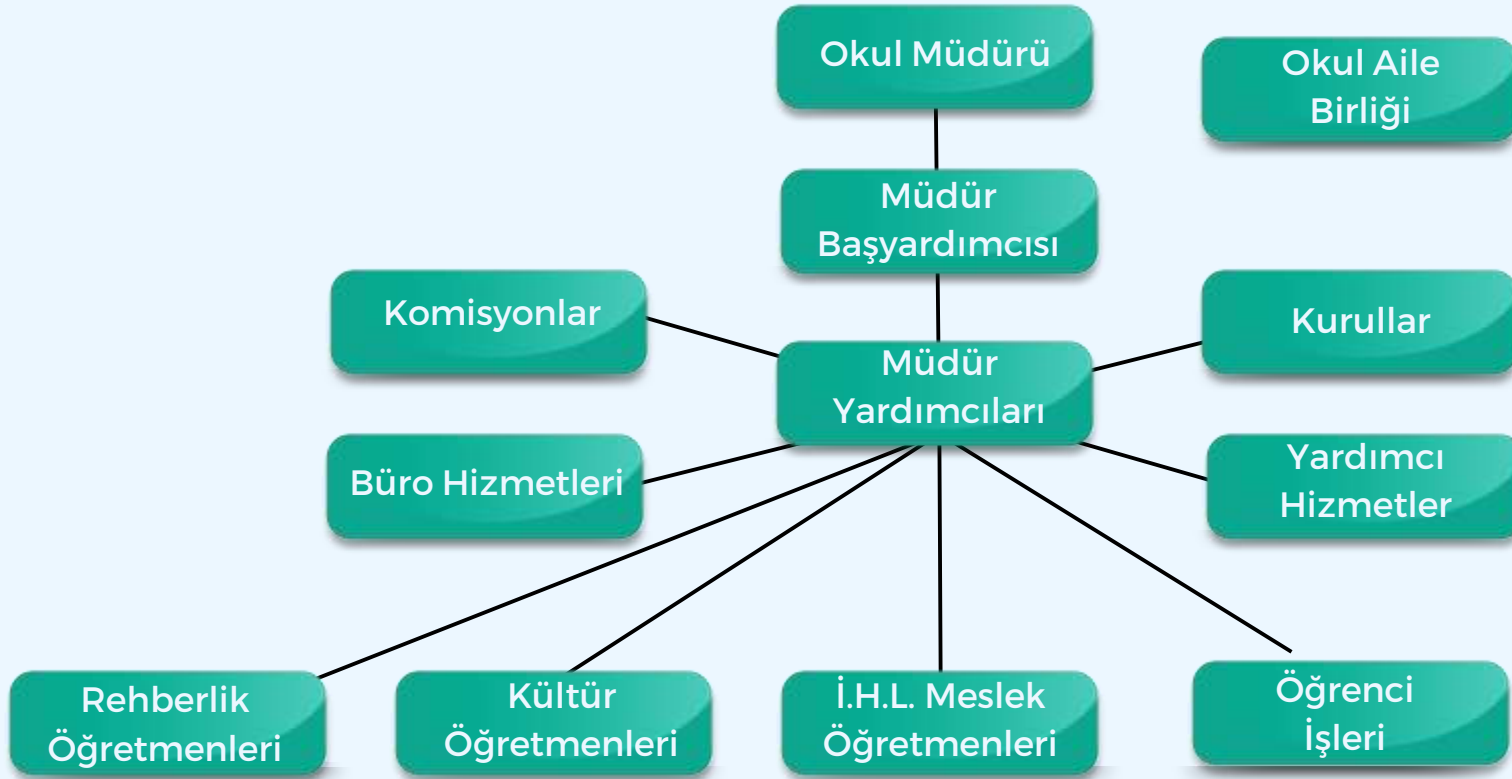 Okul Müdürü
Okul Aile
Birliği
Müdür
Başyardımcısı
Komisyonlar
Kurullar
Müdür
Yardımcıları
Büro Hizmetleri
Yardımcı
Hizmetler
Rehberlik
Öğretmenleri
Kültür
Öğretmenleri
İ.H.L. Meslek
Öğretmenleri
Öğrenci
İşleri